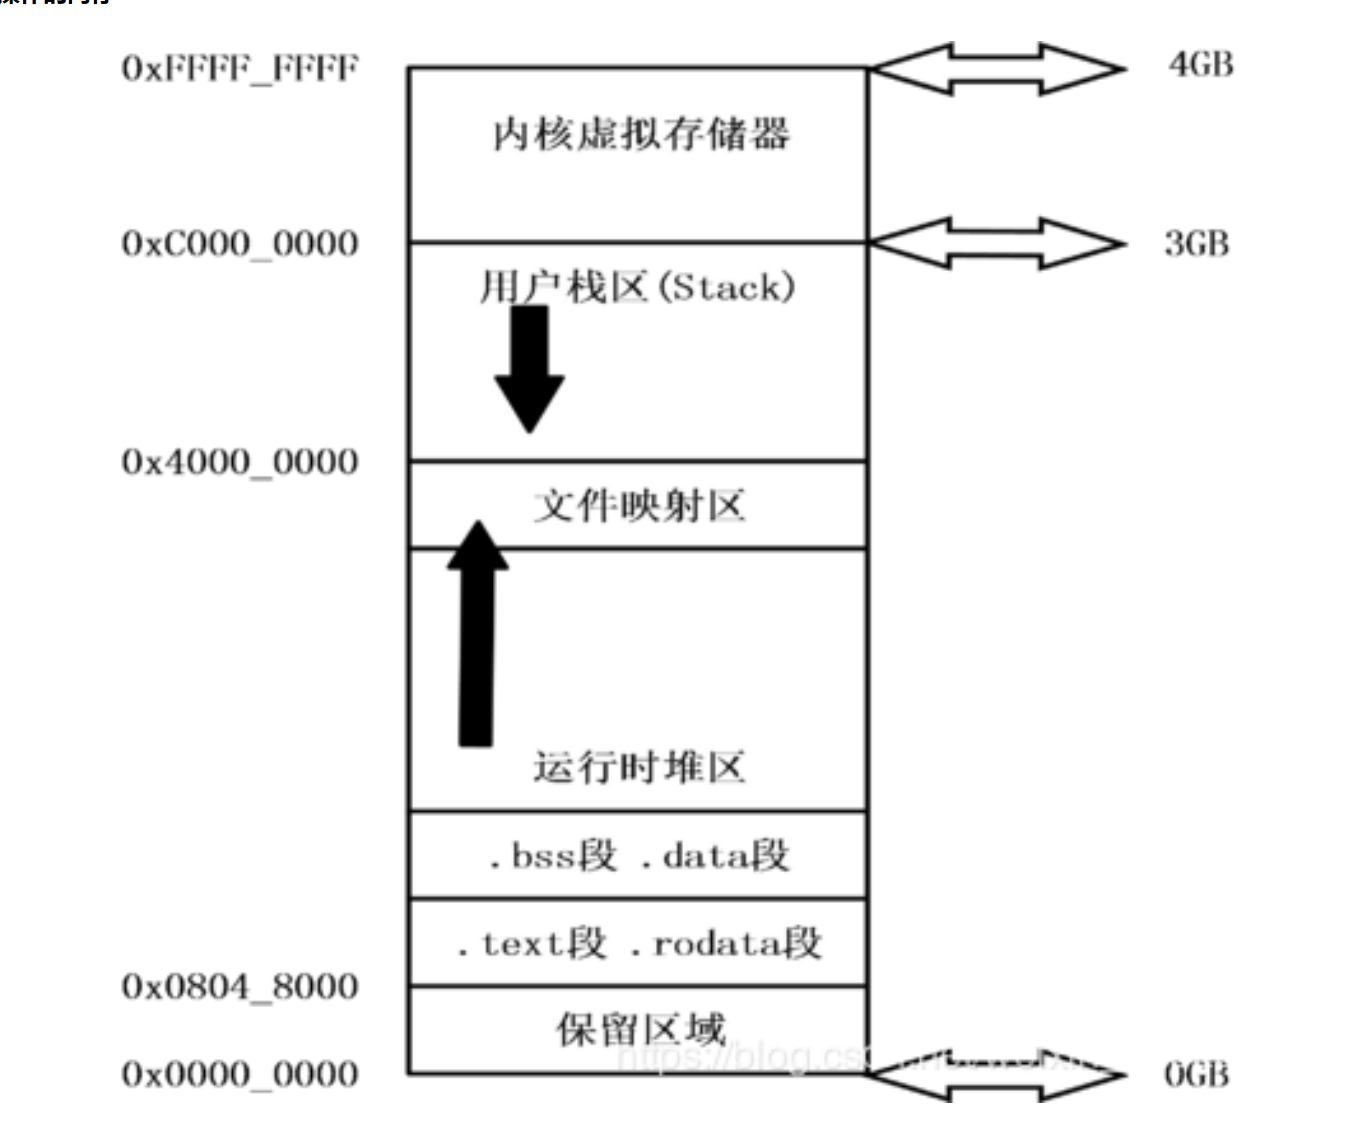 0xFFFF_FFFF
4GB
内核虚拟存储器
0xC000_0000
3GB
用户栈区(Stack)
0x4000_0000
文件映射区
运行时堆区
.bss段 .data段
.text段 .rodata段
0x0804_8000
保留区域
https://blog.cs
0x0000_0000
0GB